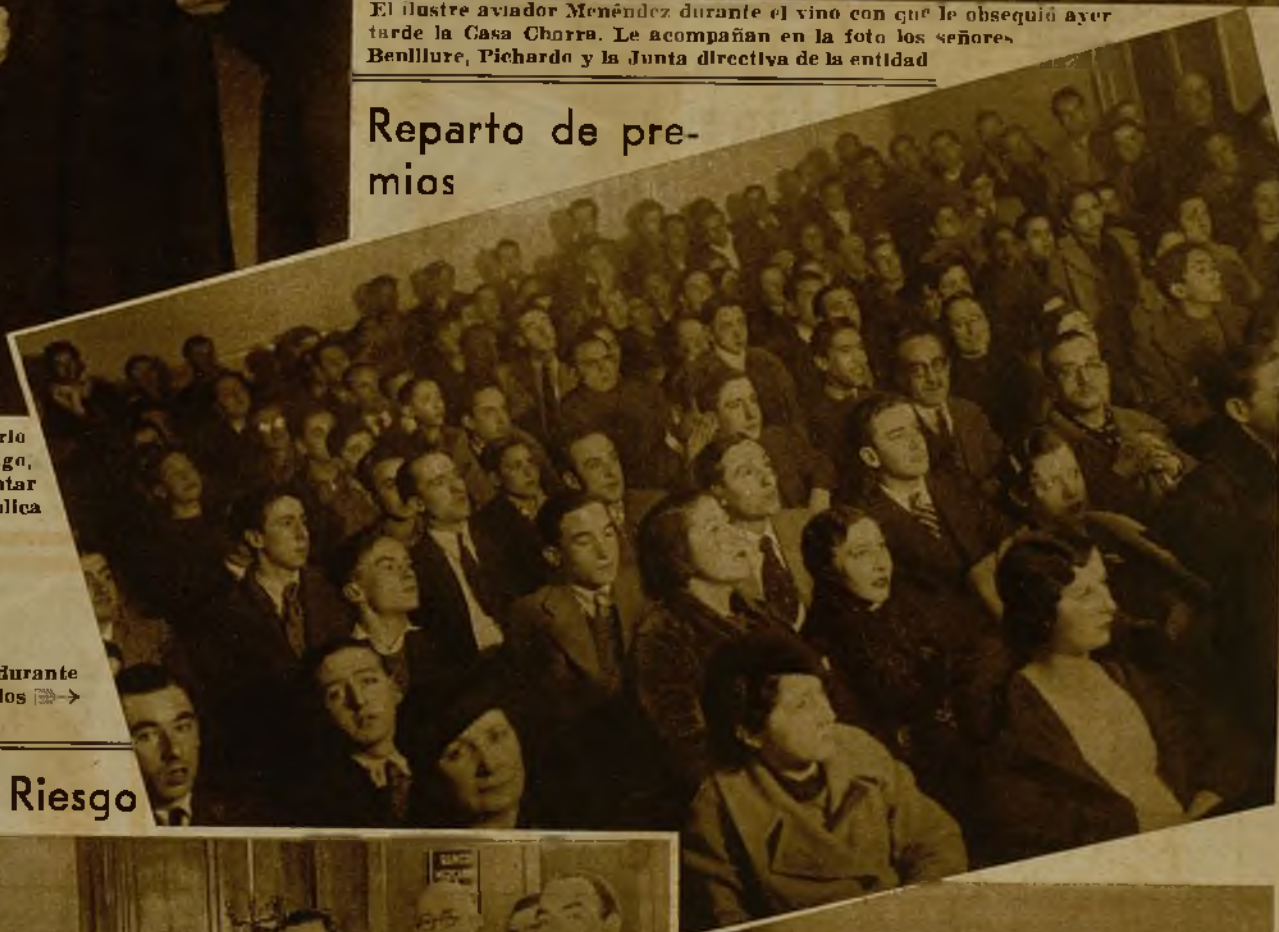 El ilustre aviador Menéndez durante el vino con que le obsequió ayer
tarde la Casa Charra. Le acompañan en la foto los señores
Benlliure, Pichardo y la Junta directiva de la entidad
Reparto de pre-
mios
durante
los
Riesgo